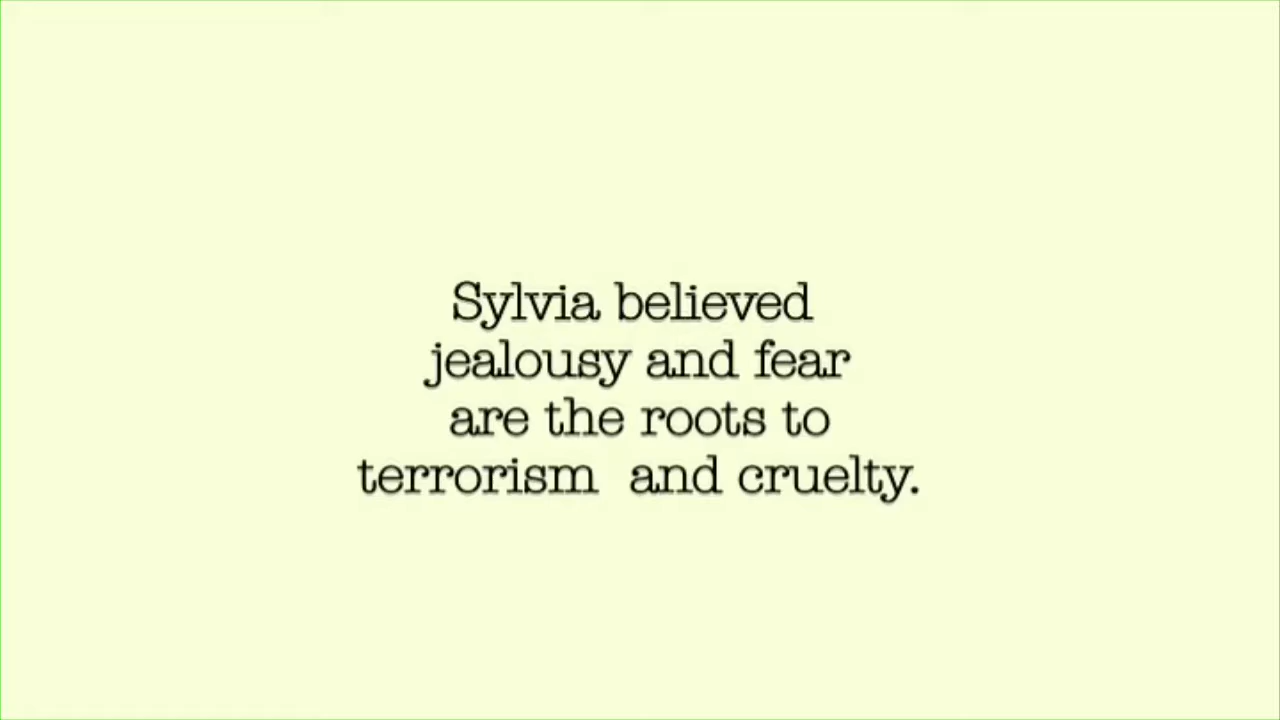 Sylvia believed
jealousy and fear
are the roots to
terrorism  and cruelty.